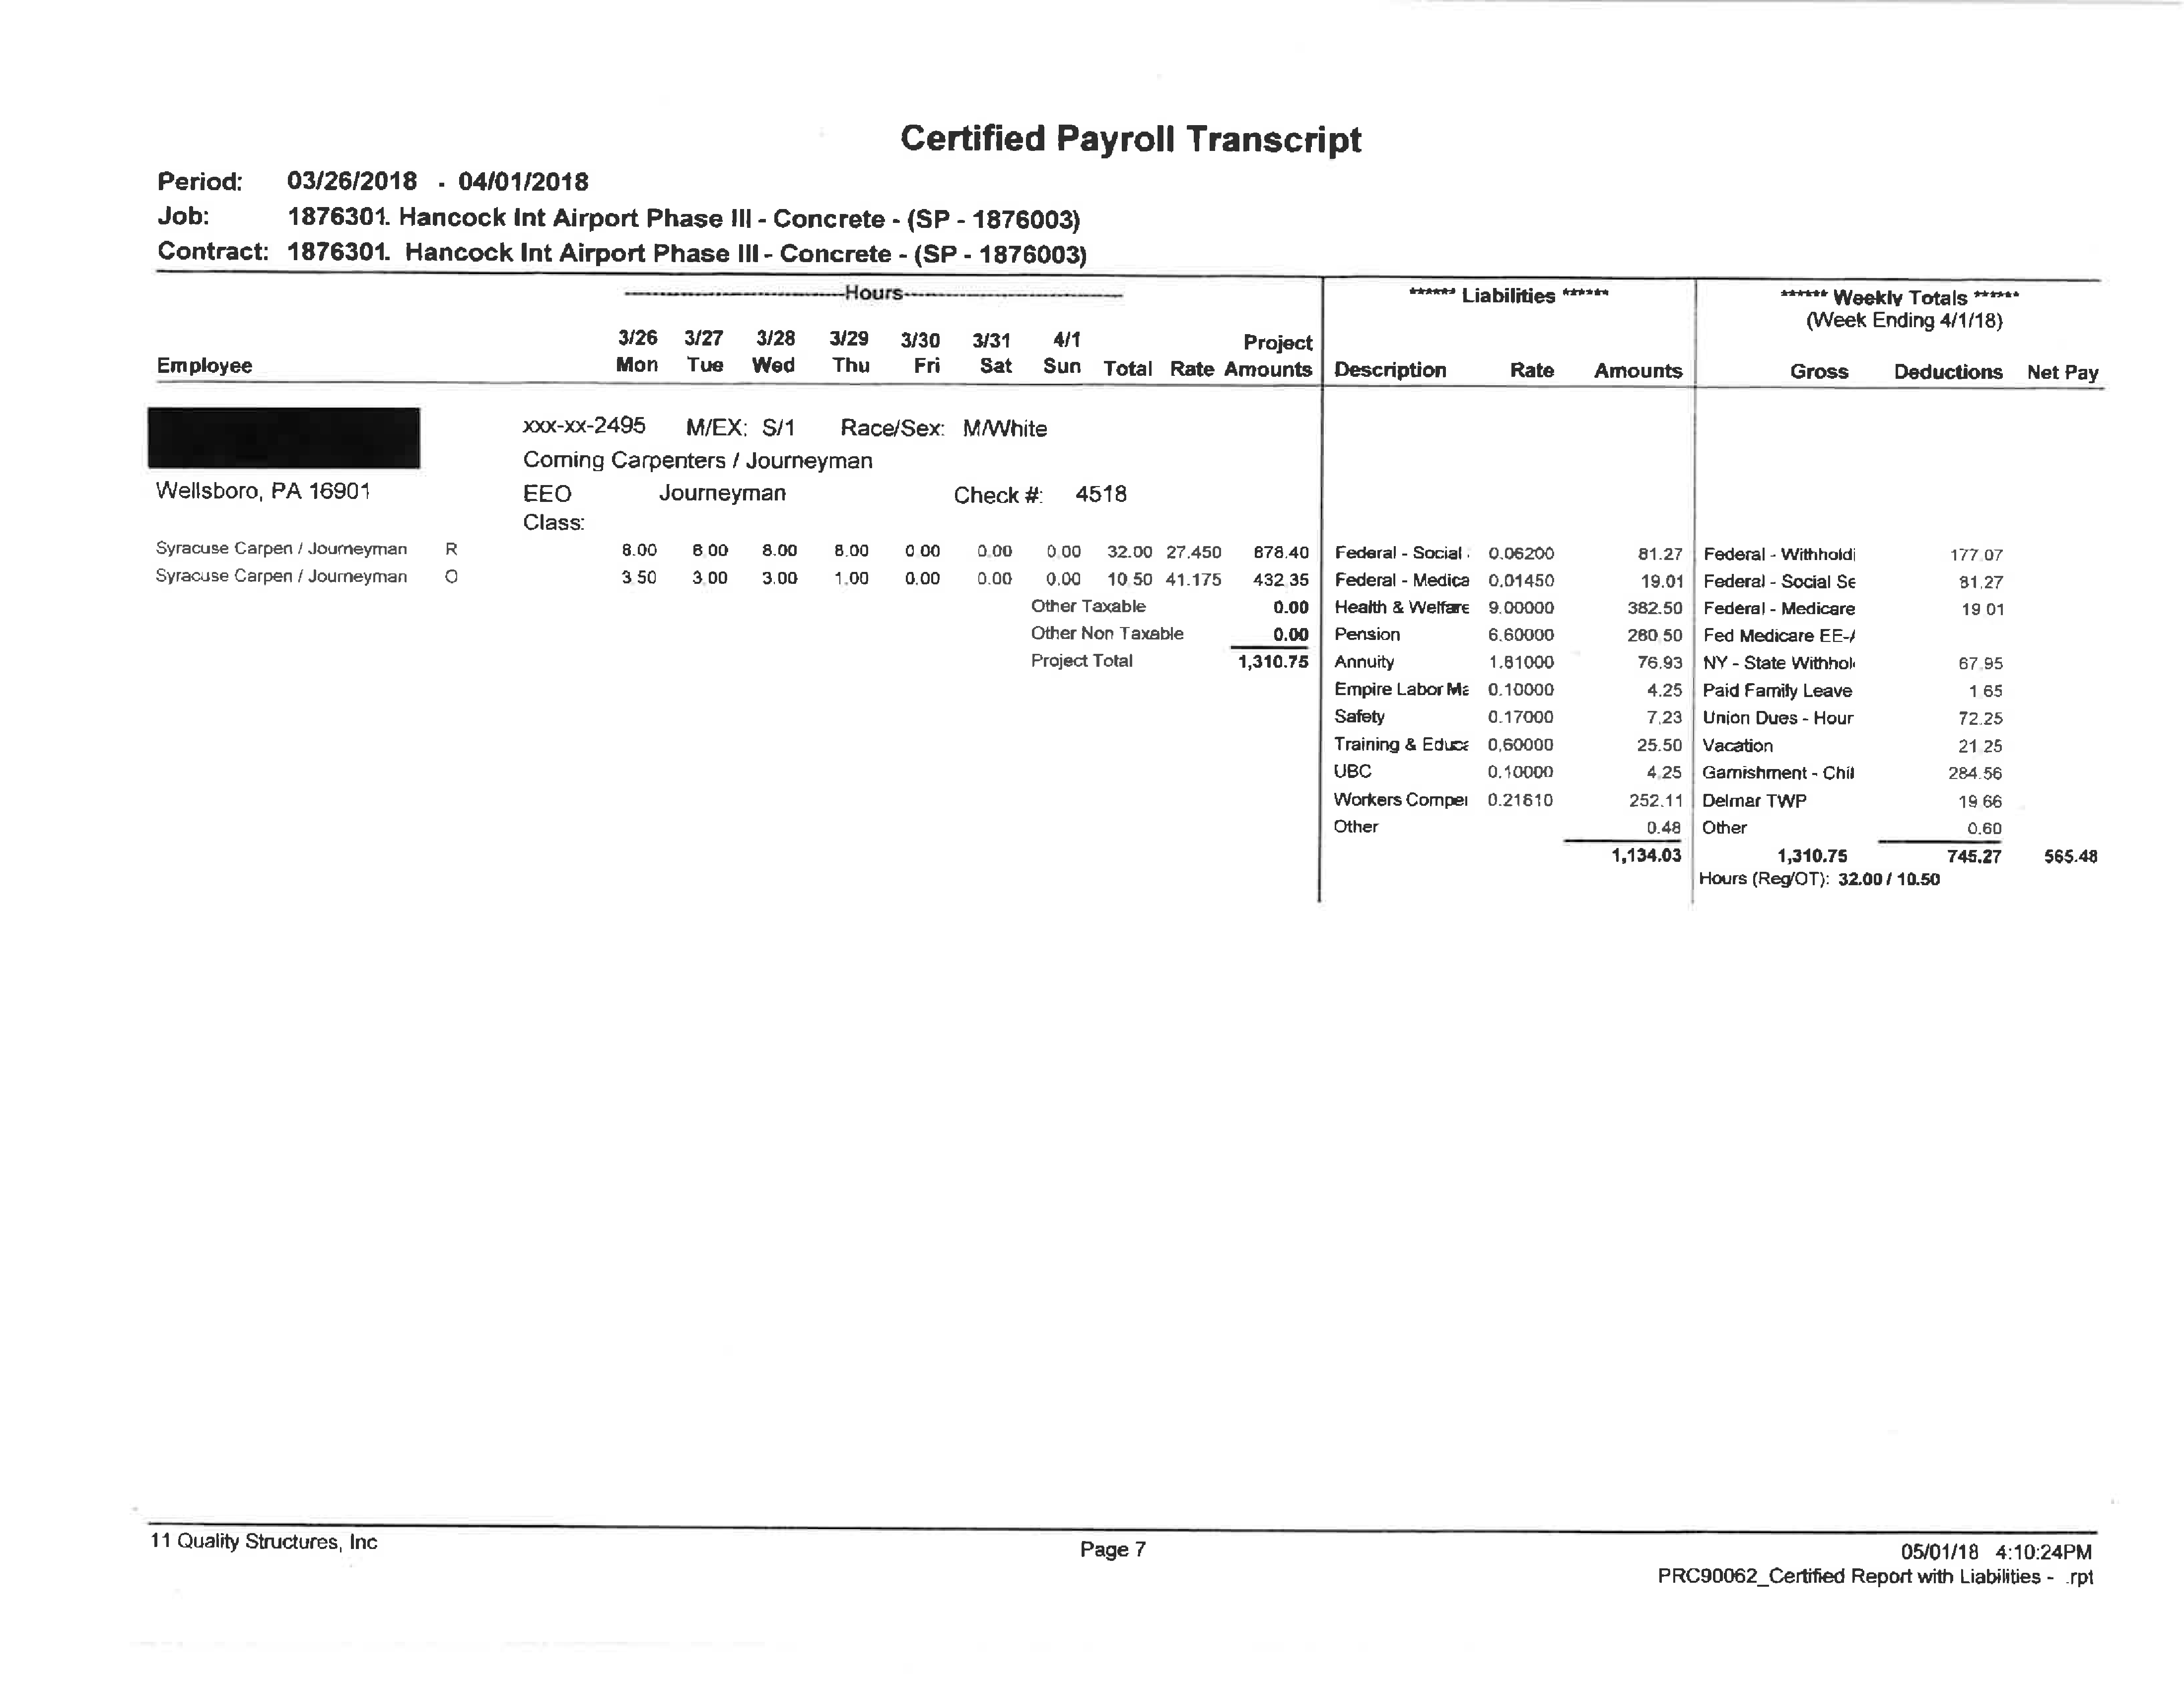 Certified Payroll Transcript
Period: 03/26/2018 - 04/01/2018
Job: 1876301. Hancock Int Airport Phase III - Concrete - (SP - 1876003)
Contract: 1876301. Hancock Int Airport Phase III - Concrete - (SP - 1876003)
Hours
****** Liabilities ******
****** Weekly Totals ******
(Week Ending 4/1/18)
3/26 3/27 3/28 3/29 3/30 3/31 4/1 Project
Employee Mon Tue Wed Thu Fri Sat Sun Total Rate Amounts Description Rate Amounts Gross Deductions Net Pay
xxx-xx-2495 M/EX: S/1 Race/Sex: M/White
Corning Carpenters / Journeyman
Wellsboro, PA 16901 EEO Journeyman Check #: 4518
Class:
Syracuse Carpen / Journeyman R 8.00 8.00 8.00 8.00 0.00 0.00 0.00 32.00 27.450 878.40 Federal - Social 0.06200 81.27 Federal - Withholdi 177.07
Syracuse Carpen / Journeyman O 3.50 3.00 3.00 1.00 0.00 0.00 0.00 10.50 41.175 432.35 Federal - Medica 0.01450 19.01 Federal - Social Se 81.27
Other Taxable 0.00 Health & Welfare 9.00000 382.50 Federal - Medicare 19.01
Other Non Taxable 0.00 Pension 6.60000 280.50 Fed Medicare EE-
Project Total 1,310.75 Annuity 1.81000 76.93 NY - State Withhol 67.95
Empire Labor Ma 0.10000 4.25 Paid Family Leave 1.65
Safety 0.17000 7.23 Union Dues - Hour 72.25
Training & Educa 0.60000 25.50 Vacation 21.25
UBC 0.10000 4.25 Garnishment - Chil 284.56
Workers Compe 0.21610 252.11 Delmar TWP 19.66
Other 0.48 Other 0.60
1,134.03 1,310.75 745.27 565.48
Hours (Reg/OT): 32.00 / 10.50
11 Quality Structures, Inc Page 7 05/01/18 4:10:24PM
PRC90062_Certified Report with Liabilities - .rpt